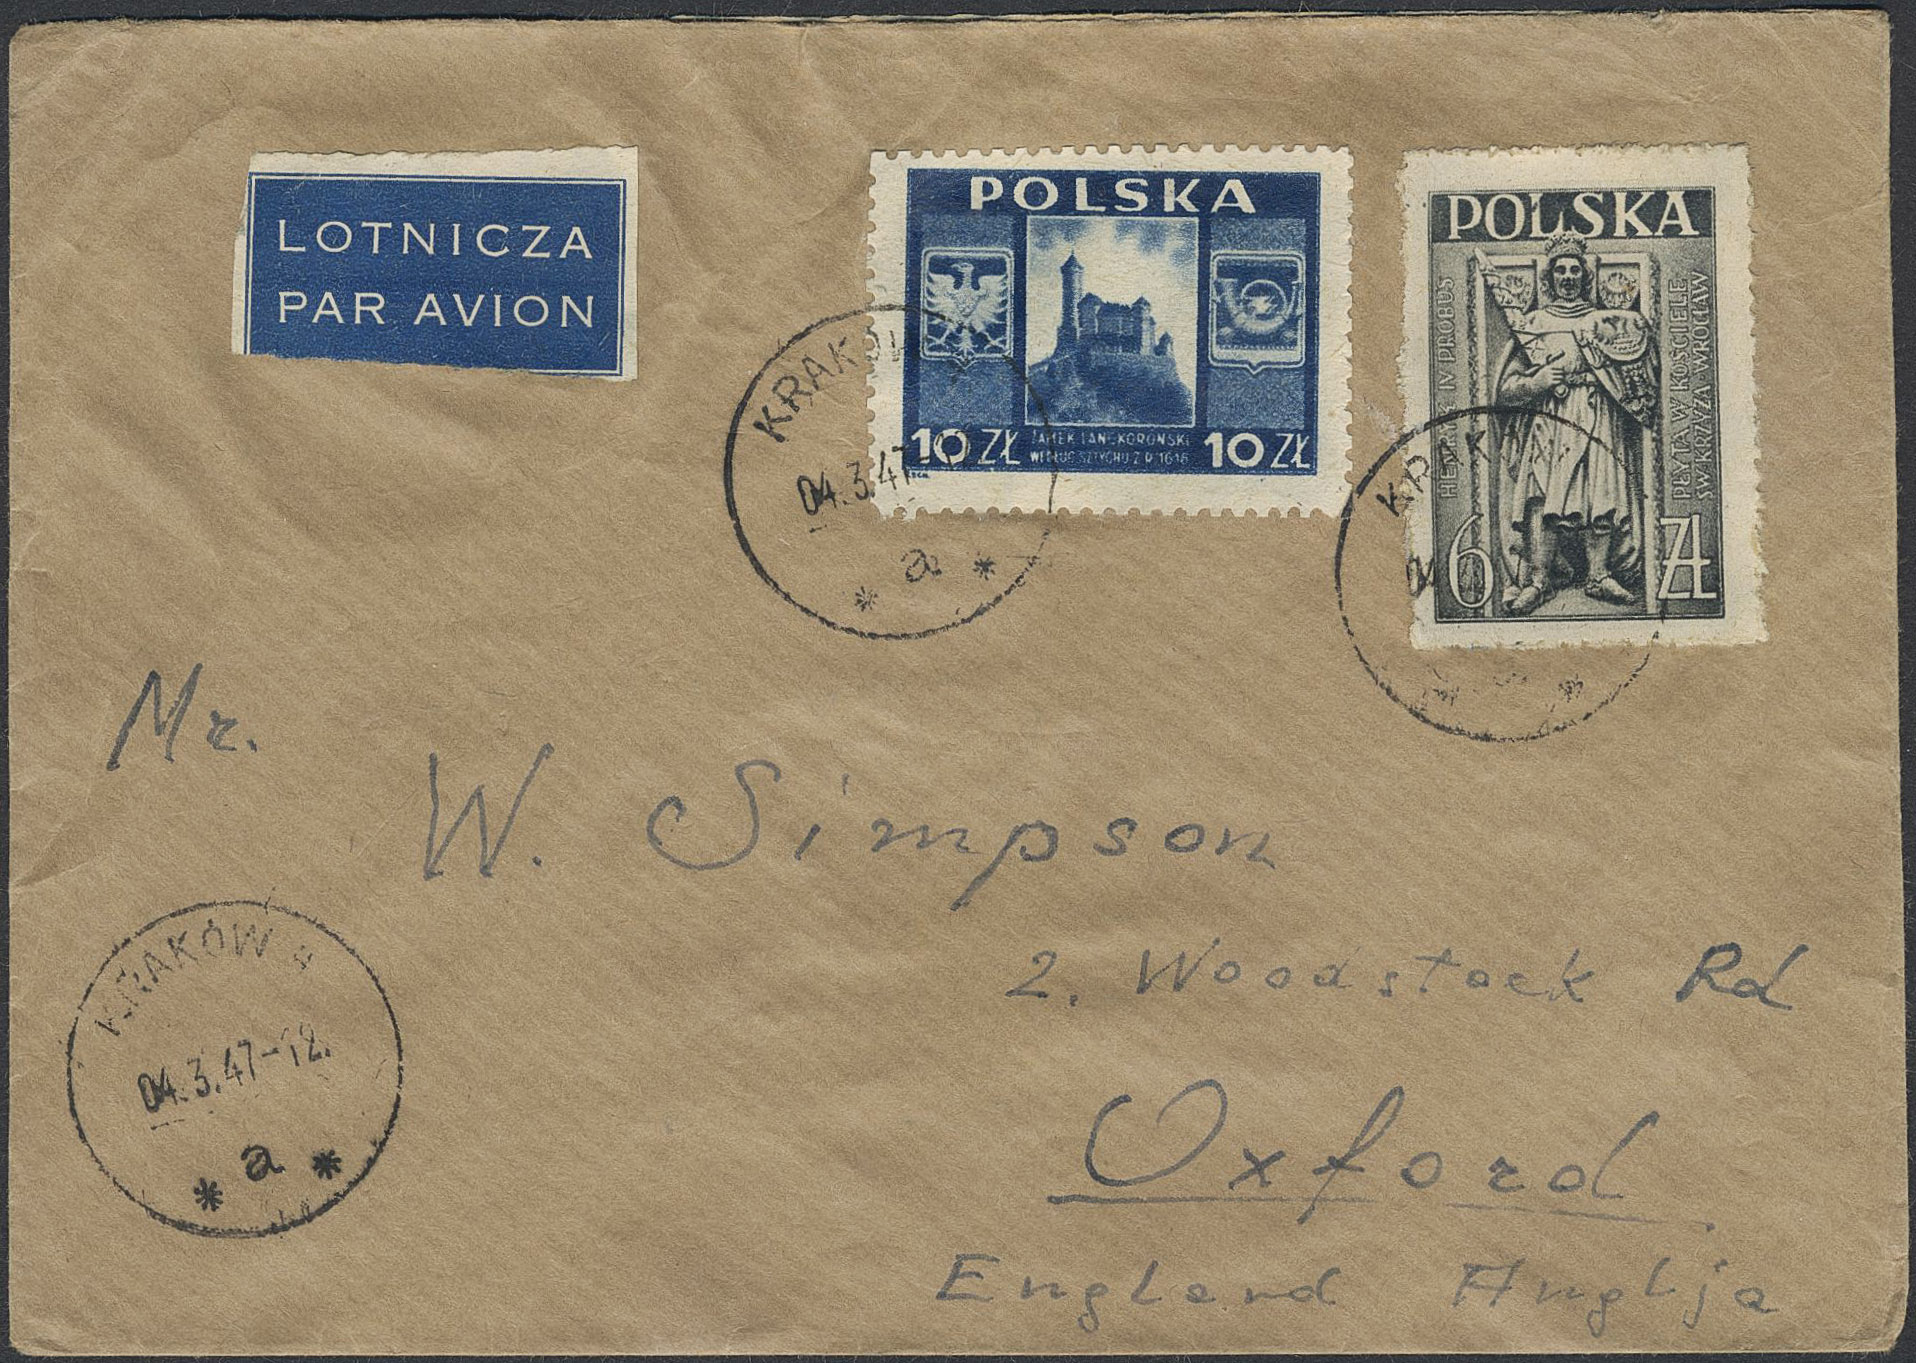 LOTNICZA
PAR AVION
POLSKA
10 ZŁ
ZAMEK LANCKOROŃSKI
WEDŁUG SZTYCHU Z R. 1618
10 ZŁ
POLSKA
HENRYK IV PROBUS
PŁYTA W KOŚCIELE
ŚW. KRZYŻA · WROCŁAW
6 ZŁ
KRAKÓW
04.3.47
* a *
KRAKÓW
Mr.
W. Simpson
2. Woodstock Rd
Oxford
England Anglja
KRAKÓW
04.3.47-12.
* a *